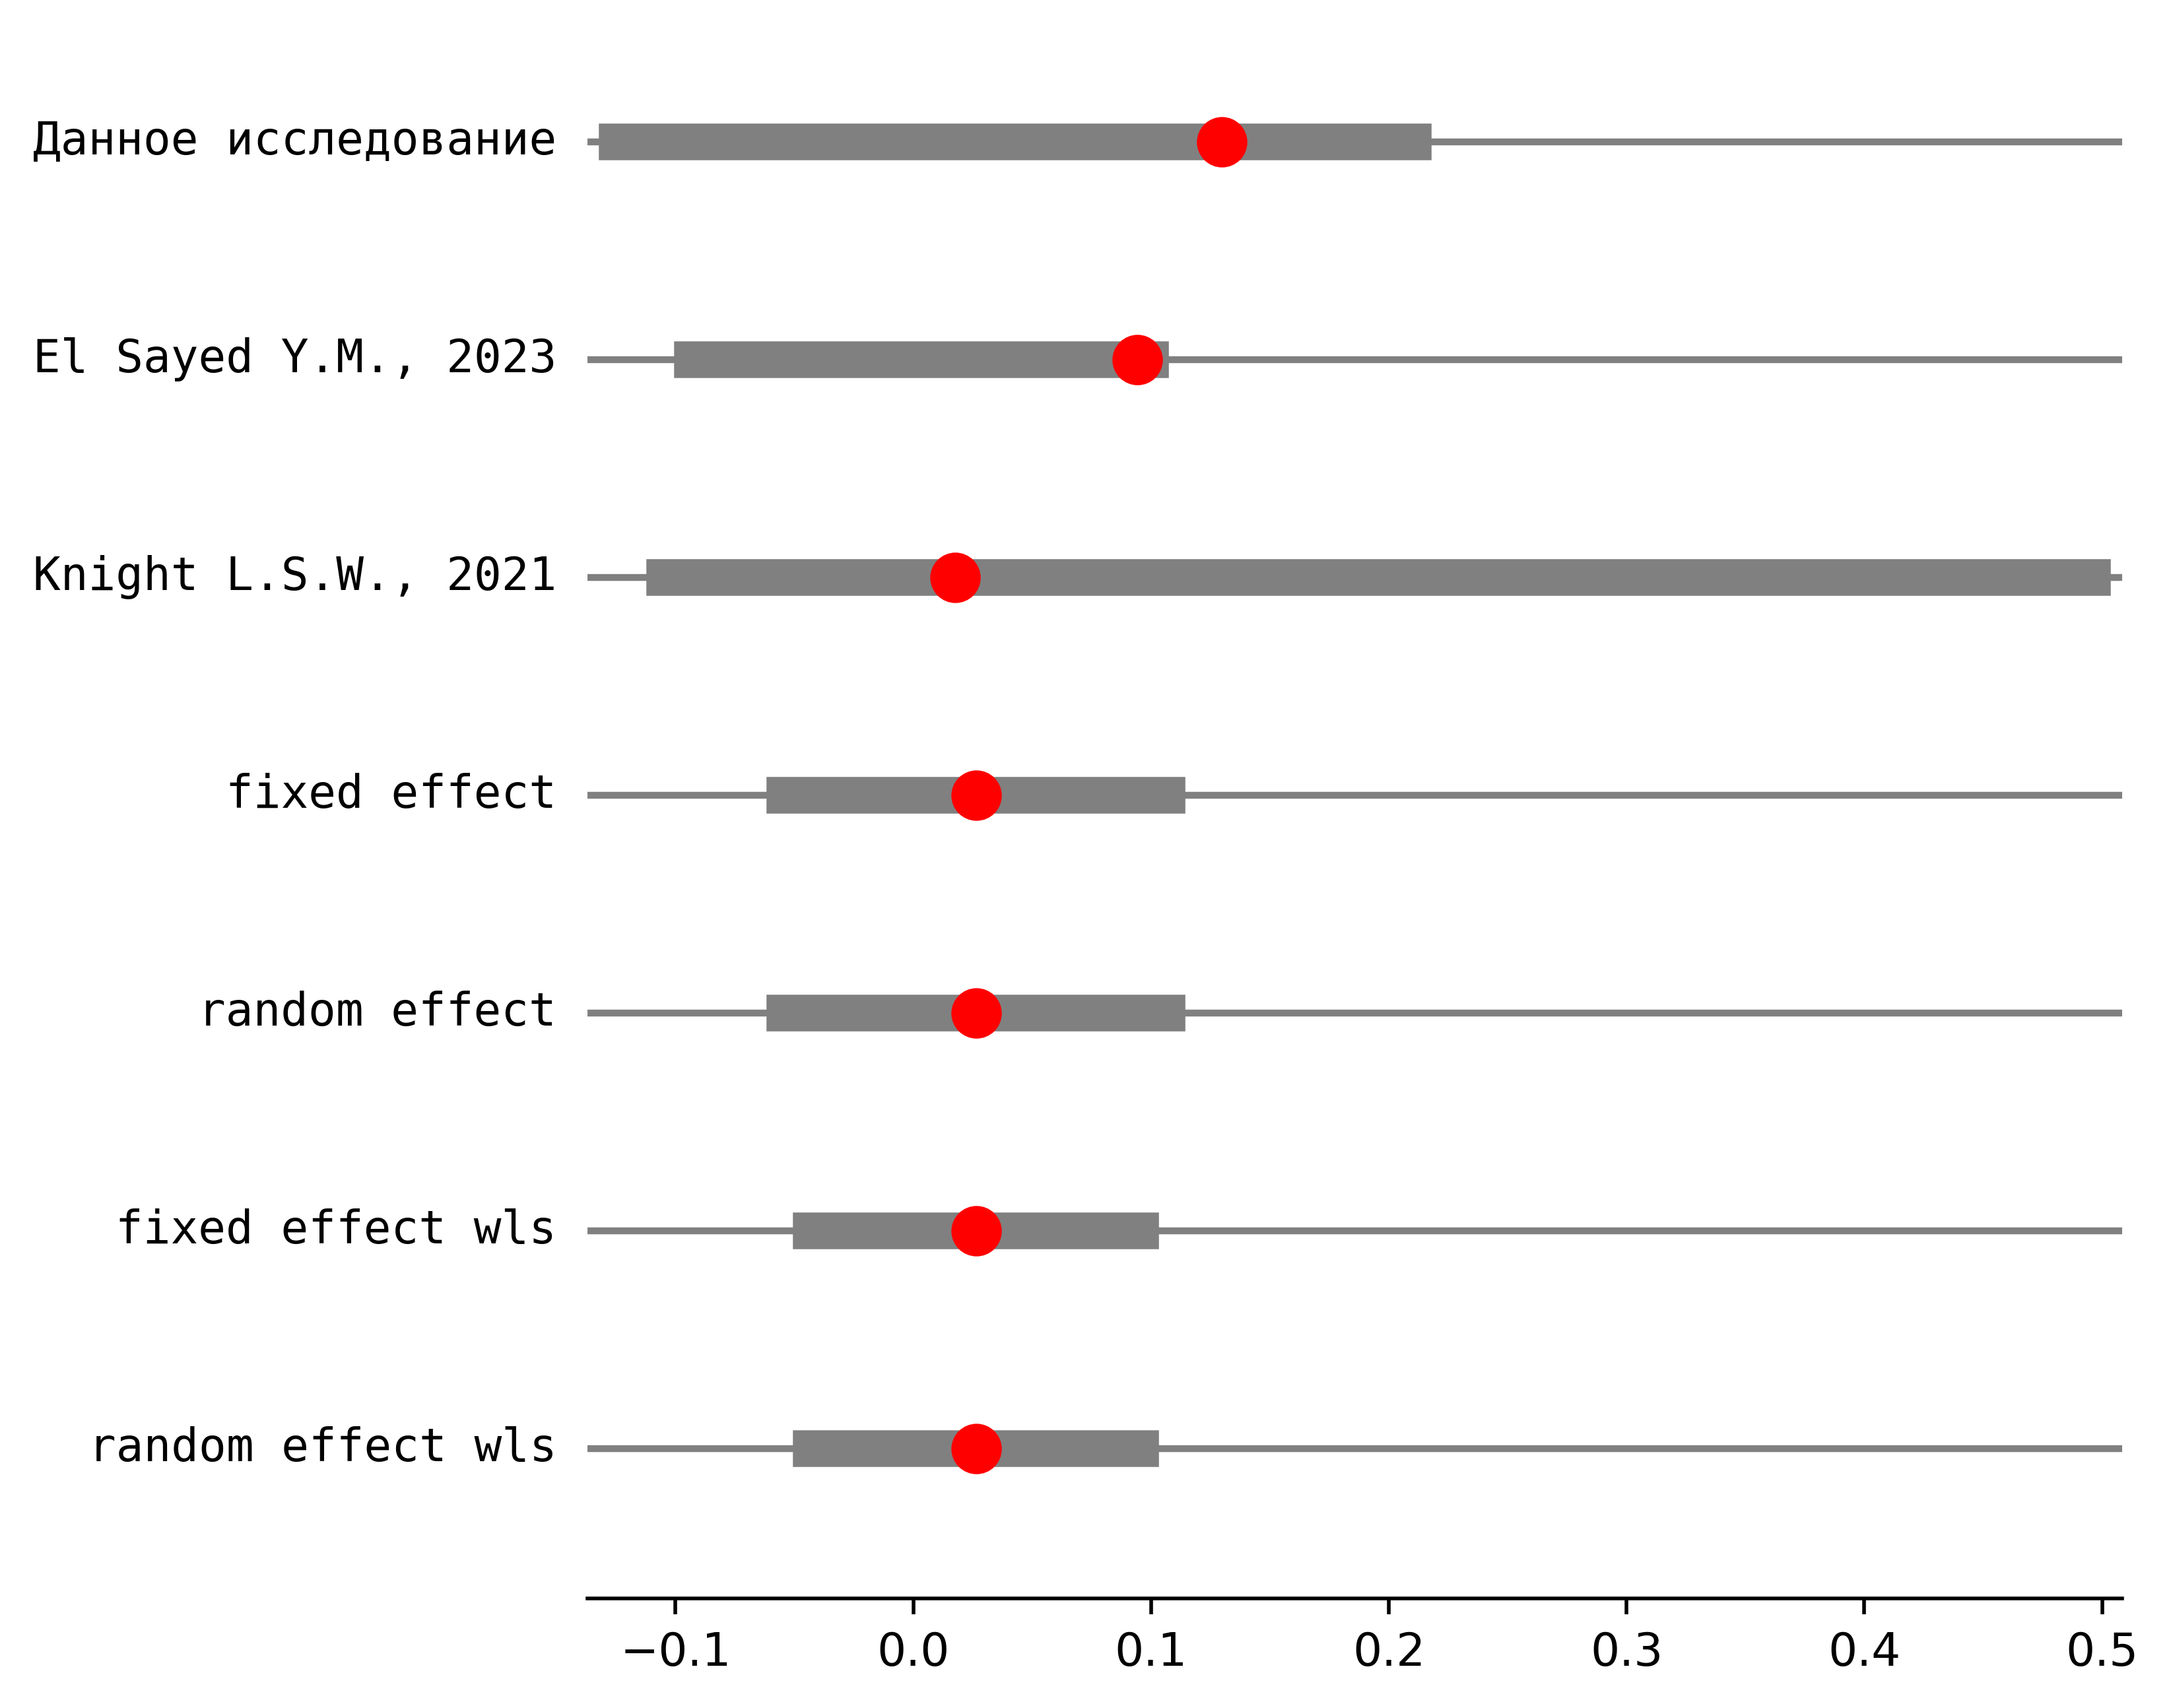 Данное исследование
El Sayed Y.M., 2023
Knight L.S.W., 2021
fixed effect
random effect
fixed effect wls
random effect wls
−0.1 0.0 0.1 0.2 0.3 0.4 0.5